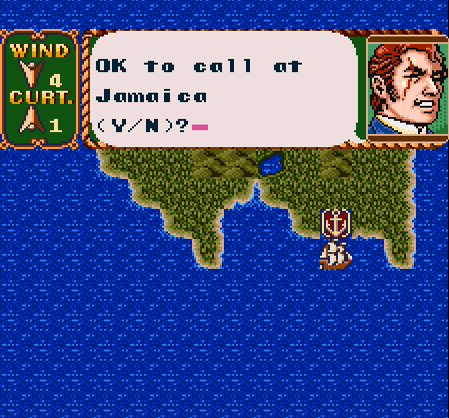 WIND
4
CURT.
1
OK to call at
Jamaica
(Y/N)?